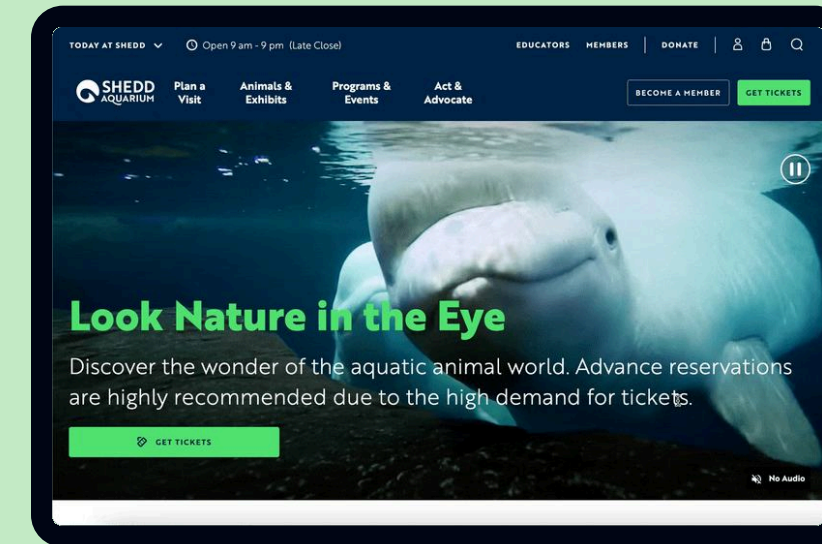 TODAY AT SHEDD
Open 9 am - 9 pm (Late Close)
EDUCATORS
MEMBERS
DONATE
SHEDD
AQUARIUM
Plan a
Visit
Animals &
Exhibits
Programs &
Events
Act &
Advocate
BECOME A MEMBER
GET TICKETS
Look Nature in the Eye
Discover the wonder of the aquatic animal world. Advance reservations
are highly recommended due to the high demand for tickets.
GET TICKETS
No Audio